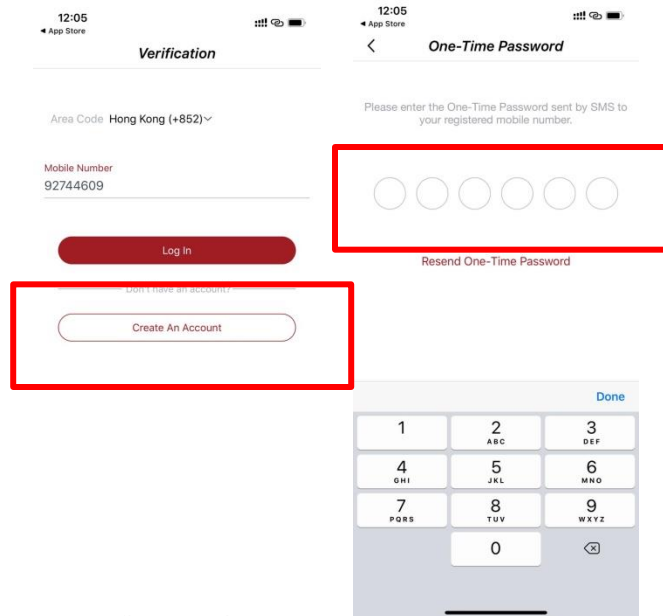 12:05
◀ App Store
Verification
Area Code Hong Kong (+852)
Mobile Number
92744609
Log In
Don't have an account?
Create An Account
12:05
◀ App Store
One-Time Password
Please enter the One-Time Password sent by SMS to
your registered mobile number.
Resend One-Time Password
Done
1
2
ABC
3
DEF
4
GHI
5
JKL
6
MNO
7
PQRS
8
TUV
9
WXYZ
0